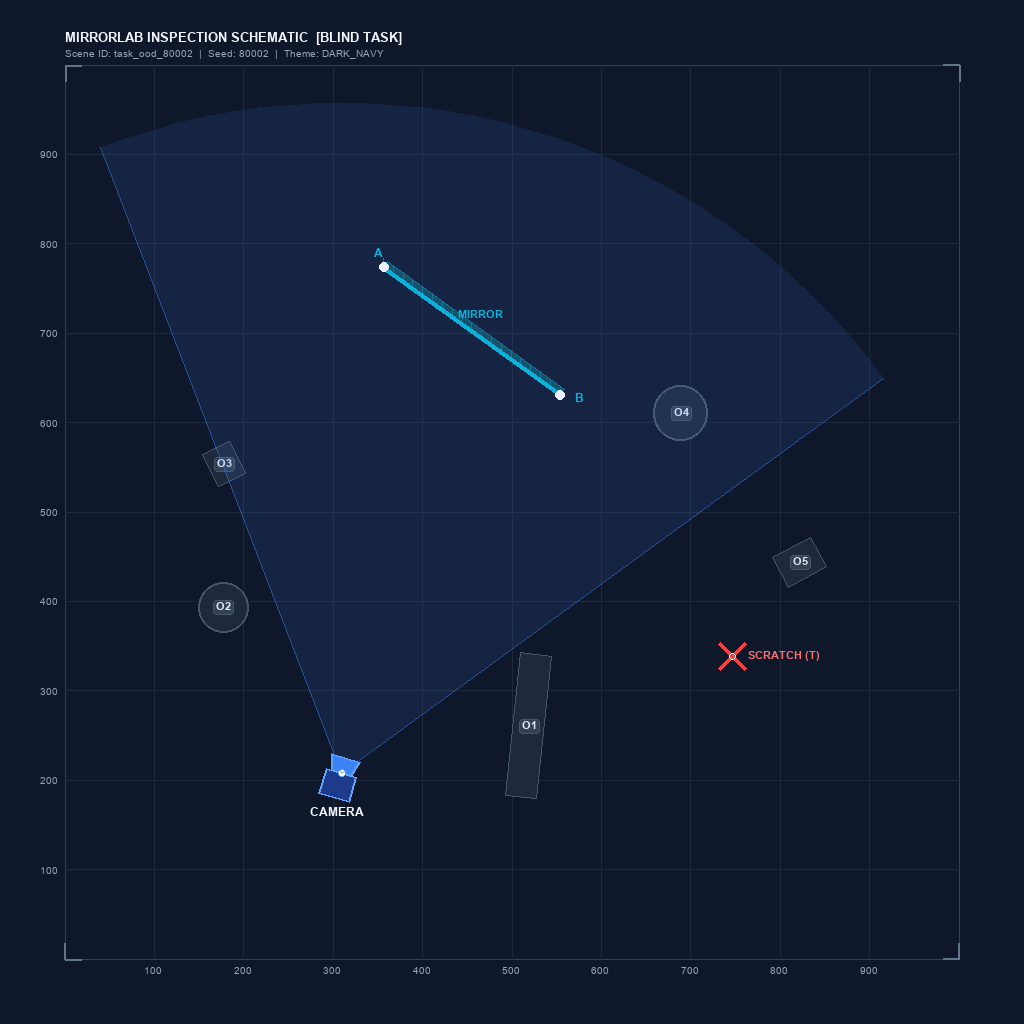 MIRRORLAB INSPECTION SCHEMATIC [BLIND TASK]
Scene ID: task_ood_80002 | Seed: 80002 | Theme: DARK_NAVY
900
A
800
MIRROR
700
B
O4
600
O3
500
O5
O2
400
SCRATCH (T)
300
O1
200
CAMERA
100
100 200 300 400 500 600 700 800 900